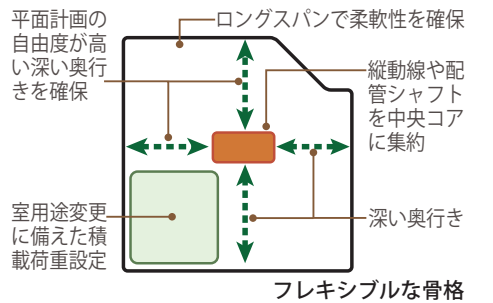 平面計画の
自由度が高
い深い奥行
きを確保
ロングスパンで柔軟性を確保
縦動線や配
管シャフト
を中央コア
に集約
室用途変更
に備えた積
載荷重設定
深い奥行き
フレキシブルな骨格